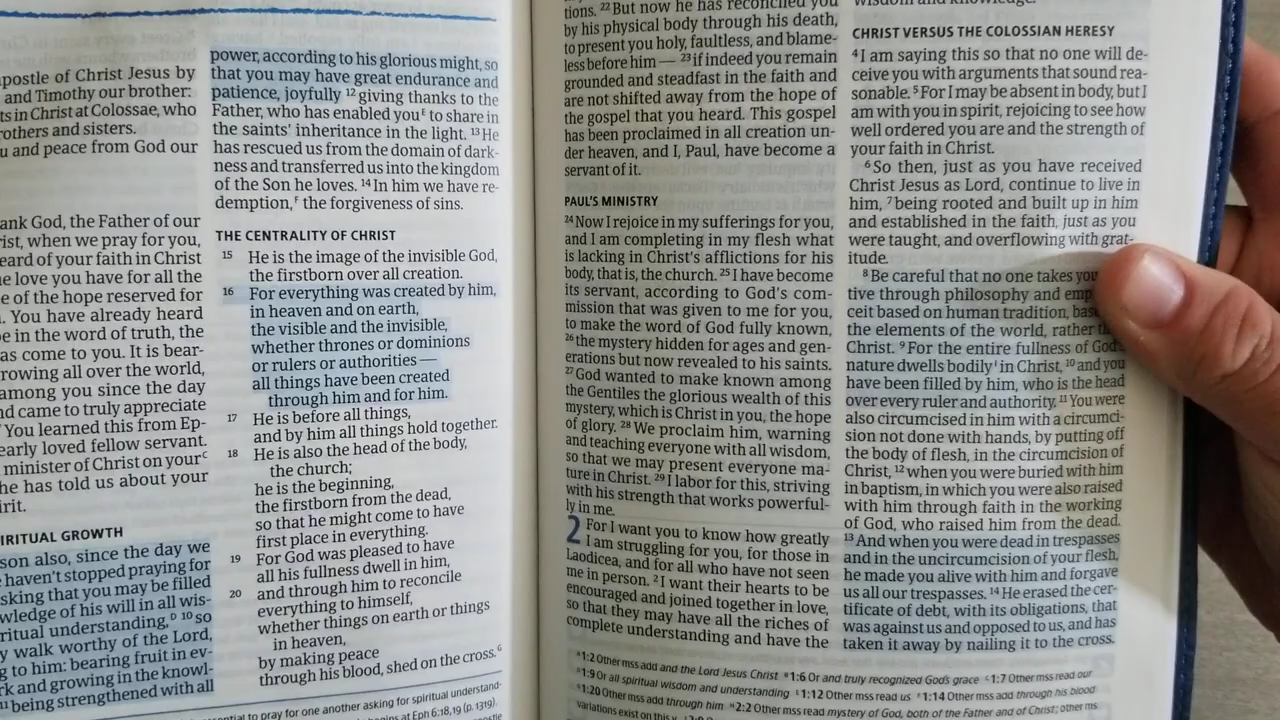 apostle of Christ Jesus by
and Timothy our brother:
ts in Christ at Colossae, who
rothers and sisters.
u and peace from God our
ank God, the Father of our
rist, when we pray for you,
eard of your faith in Christ
he love you have for all the
e of the hope reserved for
. You have already heard
pe in the word of truth, the
as come to you. It is bear-
rowing all over the world,
among you since the day
nd came to truly appreciate
You learned this from Ep-
early loved fellow servant.
minister of Christ on your C
he has told us about your
irit.
IRITUAL GROWTH
son also, since the day we
haven't stopped praying for
sking that you may be filled
wledge of his will in all wis-
ritual understanding, D 10 so
y walk worthy of the Lord,
g to him: bearing fruit in ev-
rk and growing in the knowl-
11 being strengthened with all
power, according to his glorious might, so
that you may have great endurance and
patience, joyfully 12 giving thanks to the
Father, who has enabled you E to share in
the saints' inheritance in the light. 13 He
has rescued us from the domain of dark-
ness and transferred us into the kingdom
of the Son he loves. 14 In him we have re-
demption, F the forgiveness of sins.
THE CENTRALITY OF CHRIST
15 He is the image of the invisible God,
the firstborn over all creation.
16 For everything was created by him,
in heaven and on earth,
the visible and the invisible,
whether thrones or dominions
or rulers or authorities —
all things have been created
through him and for him.
17 He is before all things,
and by him all things hold together.
18 He is also the head of the body,
the church;
he is the beginning,
the firstborn from the dead,
so that he might come to have
first place in everything.
19 For God was pleased to have
all his fullness dwell in him,
20 and through him to reconcile
everything to himself,
whether things on earth or things
in heaven,
by making peace
through his blood, shed on the cross. G
ential to pray for one another asking for spiritual understand-
at Eph 6:18,19 (p. 1319).
tions. 22 But now he has reconciled you
by his physical body through his death,
to present you holy, faultless, and blame-
less before him — 23 if indeed you remain
grounded and steadfast in the faith and
are not shifted away from the hope of
the gospel that you heard. This gospel
has been proclaimed in all creation un-
der heaven, and I, Paul, have become a
servant of it.
PAUL'S MINISTRY
24 Now I rejoice in my sufferings for you,
and I am completing in my flesh what
is lacking in Christ's afflictions for his
body, that is, the church. 25 I have become
its servant, according to God's com-
mission that was given to me for you,
to make the word of God fully known,
26 the mystery hidden for ages and gen-
erations but now revealed to his saints.
27 God wanted to make known among
the Gentiles the glorious wealth of this
mystery, which is Christ in you, the hope
of glory. 28 We proclaim him, warning
and teaching everyone with all wisdom,
so that we may present everyone ma-
ture in Christ. 29 I labor for this, striving
with his strength that works powerful-
ly in me.
2 For I want you to know how greatly
I am struggling for you, for those in
Laodicea, and for all who have not seen
me in person. 2 I want their hearts to be
encouraged and joined together in love,
so that they may have all the riches of
complete understanding and have the
wisdom and knowledge.
CHRIST VERSUS THE COLOSSIAN HERESY
4 I am saying this so that no one will de-
ceive you with arguments that sound rea-
sonable. 5 For I may be absent in body, but I
am with you in spirit, rejoicing to see how
well ordered you are and the strength of
your faith in Christ.
6 So then, just as you have received
Christ Jesus as Lord, continue to live in
him, 7 being rooted and built up in him
and established in the faith, just as you
were taught, and overflowing with grat-
itude.
8 Be careful that no one takes you
tive through philosophy and emp
ceit based on human tradition, bas
the elements of the world, rather th
Christ. 9 For the entire fullness of God's
nature dwells bodily I in Christ, 10 and you
have been filled by him, who is the head
over every ruler and authority. 11 You were
also circumcised in him with a circumci-
sion not done with hands, by putting off
the body of flesh, in the circumcision of
Christ, 12 when you were buried with him
in baptism, in which you were also raised
with him through faith in the working
of God, who raised him from the dead.
13 And when you were dead in trespasses
and in the uncircumcision of your flesh,
he made you alive with him and forgave
us all our trespasses. 14 He erased the cer-
tificate of debt, with its obligations, that
was against us and opposed to us, and has
taken it away by nailing it to the cross.
A 1:2 Other mss add and the Lord Jesus Christ B 1:6 Or and truly recognized God's grace C 1:7 Other mss read our
D 1:9 Or all spiritual wisdom and understanding E 1:12 Other mss read us F 1:14 Other mss add through his blood
G 1:20 Other mss add through him H 2:2 Other mss read mystery of God, both of the Father and of Christ; other ms
variations exist on this v.